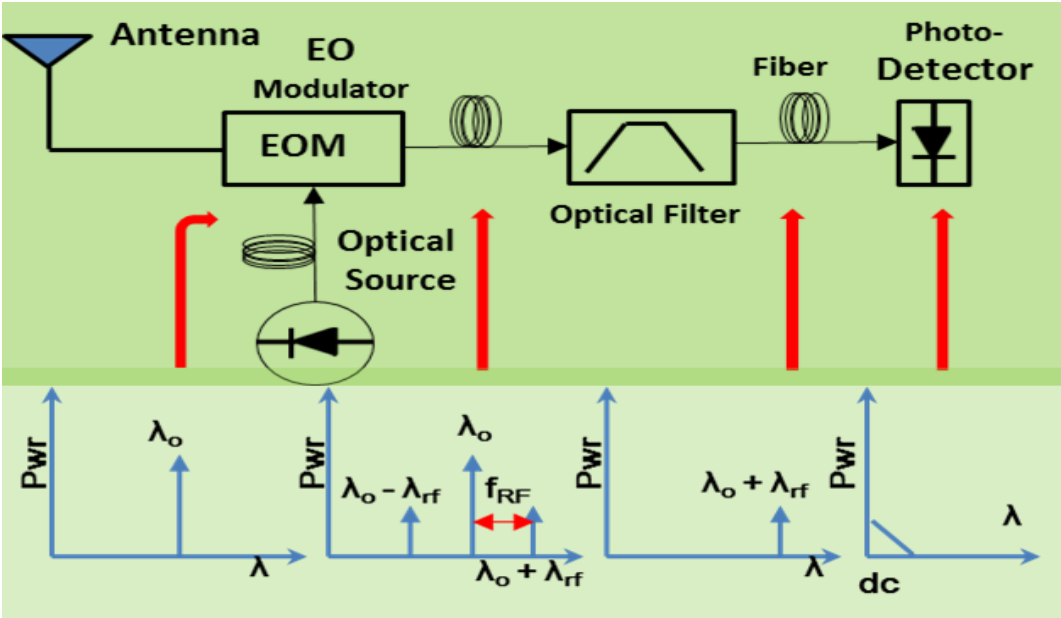 Antenna
EO
Modulator
EOM
Optical
Source
Optical Filter
Fiber
Photo-
Detector
Pwr
λo
λ
Pwr
λo - λrf
λo
fRF
λo + λrf
Pwr
λo + λrf
λ
Pwr
λ
dc